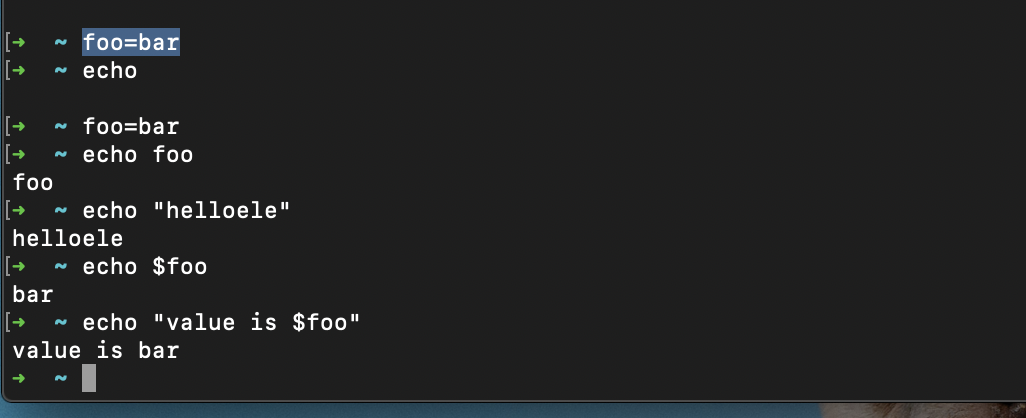 [➜  ~ foo=bar
[➜  ~ echo
[➜  ~ foo=bar
[➜  ~ echo foo
foo
[➜  ~ echo "helloele"
helloele
[➜  ~ echo $foo
bar
[➜  ~ echo "value is $foo"
value is bar
➜  ~